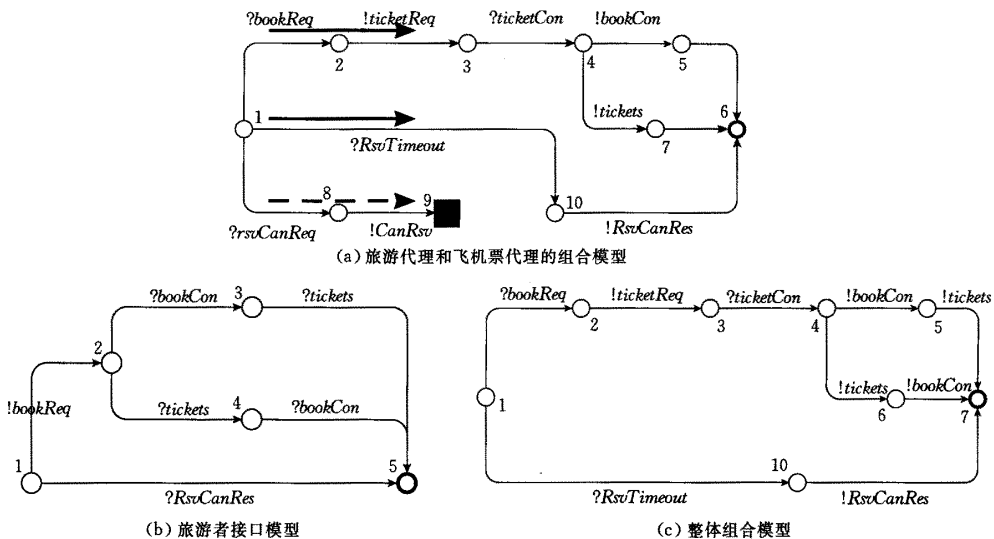 ?bookReq !ticketReq ?ticketCon !bookCon
2 3 4 5
1 !tickets 6
7
?RsvTimeout
8 9 10
?rsvCanReq !CanRsv !RsvCanRes
(a)旅游代理和飞机票代理的组合模型
?bookCon 3 ?tickets
2
!bookReq ?tickets 4 ?bookCon
1 5
?RsvCanRes
(b)旅游者接口模型
?bookReq !ticketReq ?ticketCon !bookCon !tickets
2 3 4 5
!tickets !bookCon
1 6 7
10
?RsvTimeout !RsvCanRes
(c)整体组合模型